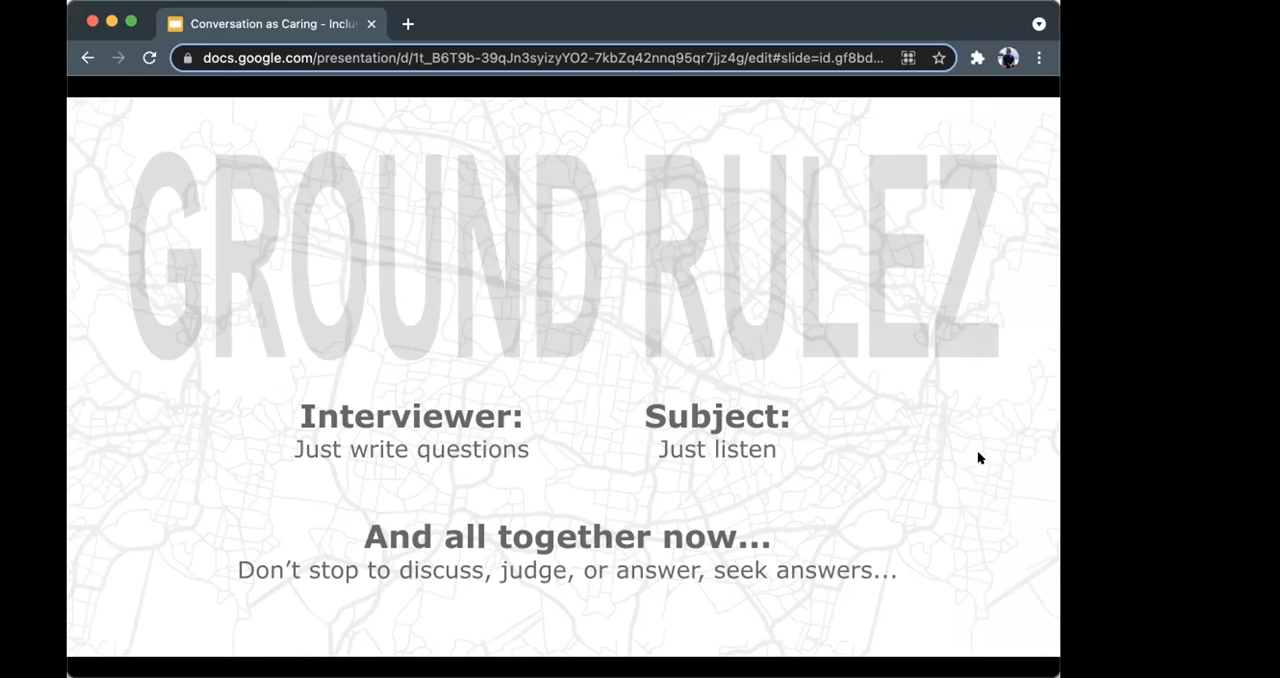 Conversation as Caring - Inclu
docs.google.com/presentation/d/1t_B6T9b-39qJn3syizyYO2-7kbZq42nnq95qr7jjz4g/edit#slide=id.gf8bd...
GROUND RULEZ
Interviewer: Subject:
Just write questions Just listen
And all together now...
Don’t stop to discuss, judge, or answer, seek answers...